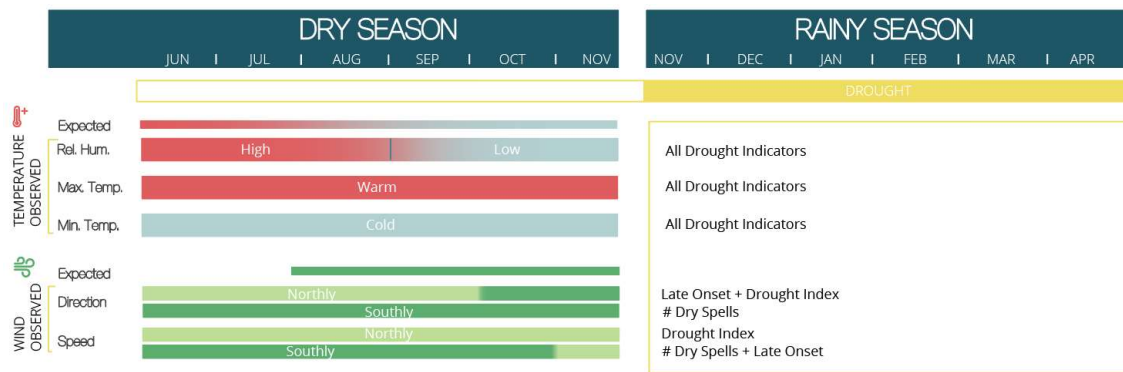 DRY SEASON
RAINY SEASON
JUN | JUL | AUG | SEP | OCT | NOV
NOV | DEC | JAN | FEB | MAR | APR
DROUGHT
TEMPERATURE
OBSERVED
Expected
Rel. Hum.
High
Low
All Drought Indicators
Max. Temp.
Warm
All Drought Indicators
Min. Temp.
Cold
All Drought Indicators
WIND
OBSERVED
Expected
Direction
Northly
Late Onset + Drought Index
Southly
# Dry Spells
Speed
Northly
Drought Index
Southly
# Dry Spells + Late Onset